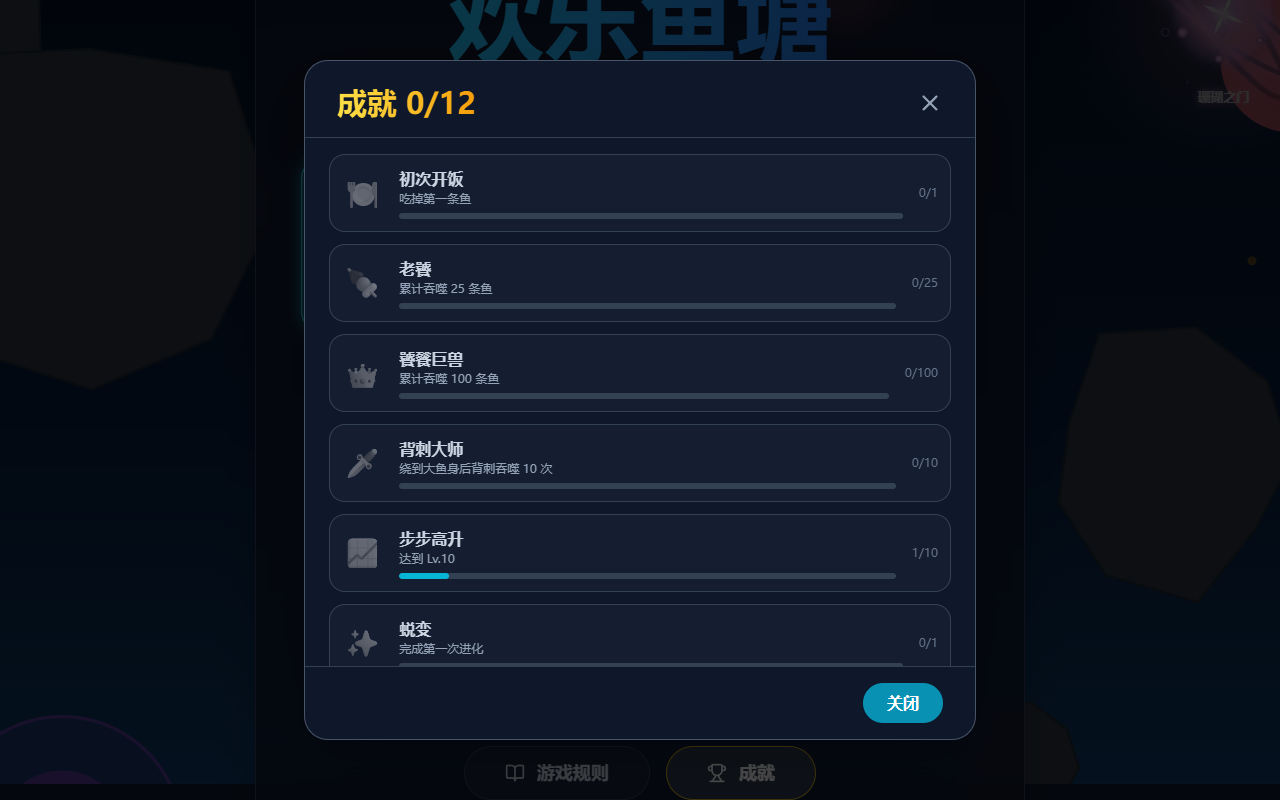 欢乐鱼塘
成就 0/12
珊瑚之门
初次开饭
吃掉第一条鱼
0/1
老饕
累计吞噬 25 条鱼
0/25
饕餮巨兽
累计吞噬 100 条鱼
0/100
背刺大师
绕到大鱼身后背刺吞噬 10 次
0/10
步步高升
达到 Lv.10
1/10
蜕变
完成第一次进化
0/1
关闭
游戏规则
成就